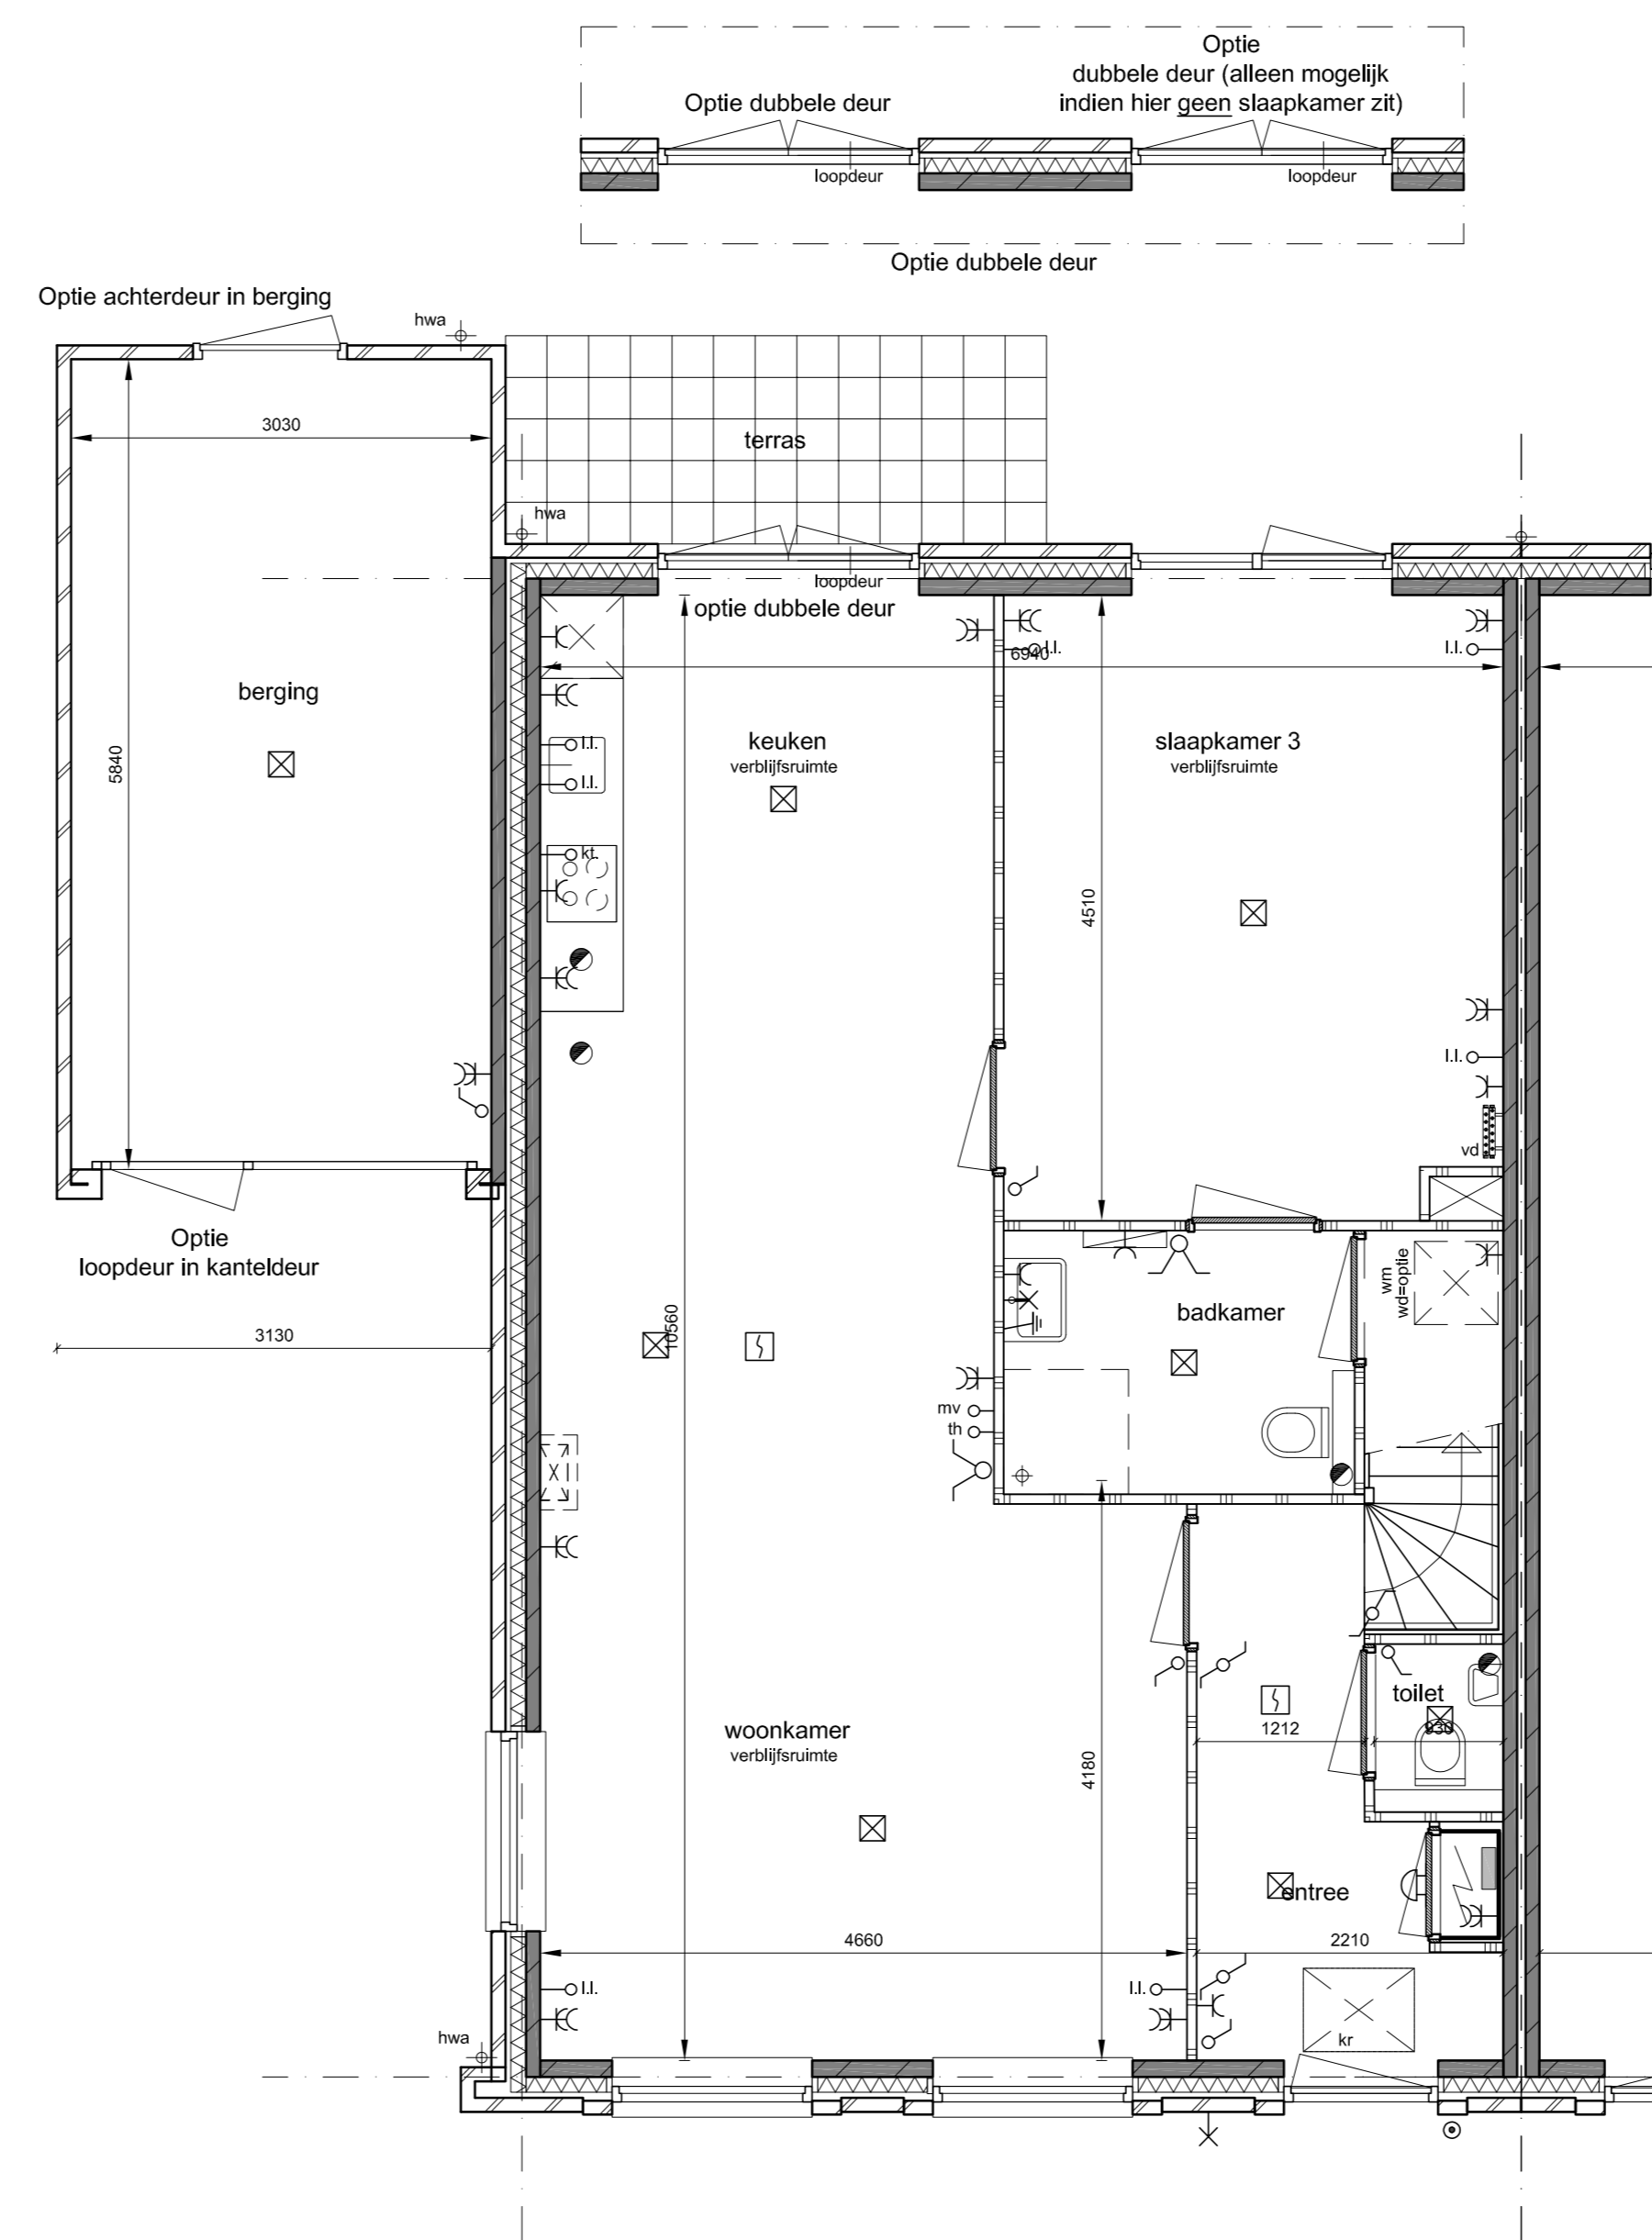 Optie
dubbele deur (alleen mogelijk
indien hier geen slaapkamer zit)
Optie dubbele deur
loopdeur
loopdeur
Optie dubbele deur
Optie achterdeur in berging
hwa
3030
terras
hwa
loopdeur
optie dubbele deur
6940
l.l.
l.l.
berging
5840
keuken
verblijfsruimte
slaapkamer 3
verblijfsruimte
l.l.
l.l.
kt.
4510
l.l.
vd
Optie
loopdeur in kanteldeur
3130
10560
badkamer
wm
wd=optie
mv
th
toilet
930
1212
woonkamer
verblijfsruimte
4180
entree
4660
2210
l.l.
l.l.
hwa
kr